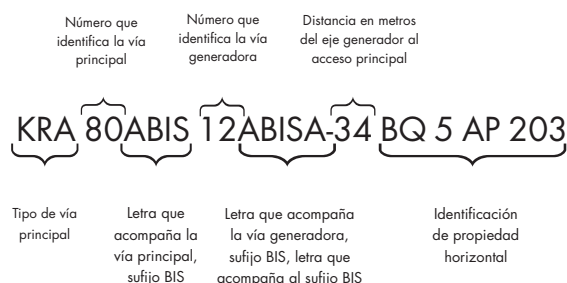 Número que
identifica la vía
principal
Número que
identifica la vía
generadora
Distancia en metros
del eje generador al
acceso principal
KRA 80ABIS 12ABISA-34 BQ 5 AP 203
Tipo de vía
principal
Letra que
acompaña la
vía principal,
sufijo BIS
Letra que acompaña
la vía generadora,
sufijo BIS, letra que
acompaña al sufijo BIS
Identificación
de propiedad
horizontal